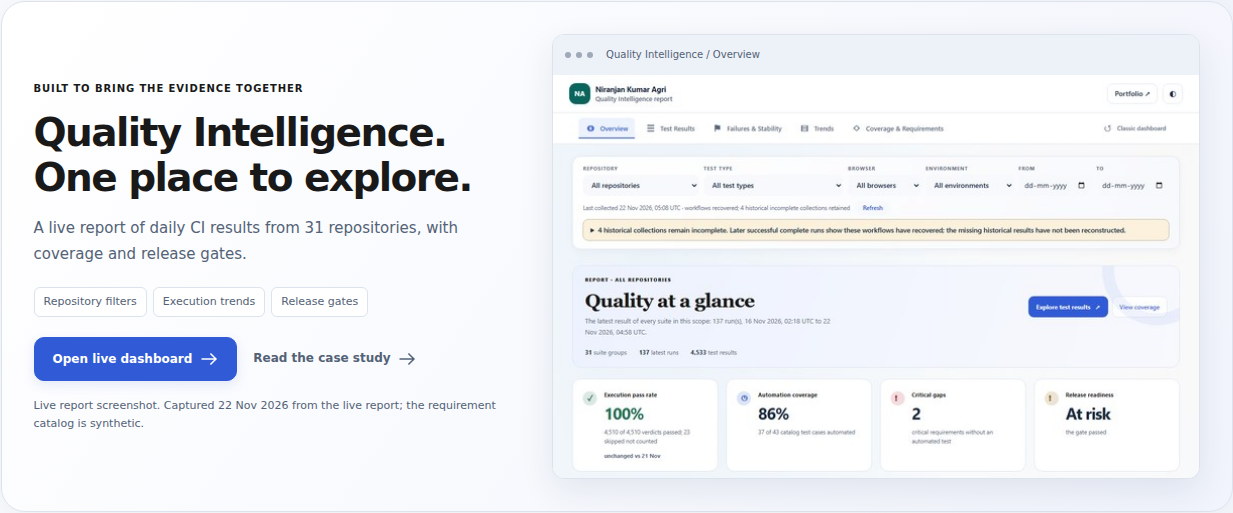 BUILT TO BRING THE EVIDENCE TOGETHER
Quality Intelligence.
One place to explore.
A live report of daily CI results from 31 repositories, with
coverage and release gates.
Repository filters Execution trends Release gates
Open live dashboard → Read the case study →
Live report screenshot. Captured 22 Nov 2026 from the live report; the requirement
catalog is synthetic.
Quality Intelligence / Overview
NA Niranjan Kumar Agri
Quality Intelligence report
Portfolio ↗
Overview Test Results Failures & Stability Trends Coverage & Requirements Classic dashboard
REPOSITORY TEST TYPE BROWSER ENVIRONMENT FROM TO
All repositories All test types All browsers All environments dd-mm-yyyy dd-mm-yyyy
Last collected 22 Nov 2026, 05:08 UTC · workflows recovered; 4 historical incomplete collections retained Refresh
▸ 4 historical collections remain incomplete. Later successful complete runs show these workflows have recovered; the missing historical results have not been reconstructed.
REPORT · ALL REPOSITORIES
Quality at a glance
The latest result of every suite in this scope: 137 run(s), 16 Nov 2026, 02:18 UTC to 22
Nov 2026, 04:58 UTC.
Explore test results ↗ View coverage
31 suite groups 137 latest runs 4,533 test results
✓ Execution pass rate
100%
4,510 of 4,510 verdicts passed; 23
skipped not counted
unchanged vs 21 Nov
Automation coverage
86%
37 of 43 catalog test cases automated
! Critical gaps
2
critical requirements without an
automated test
! Release readiness
At risk
the gate passed